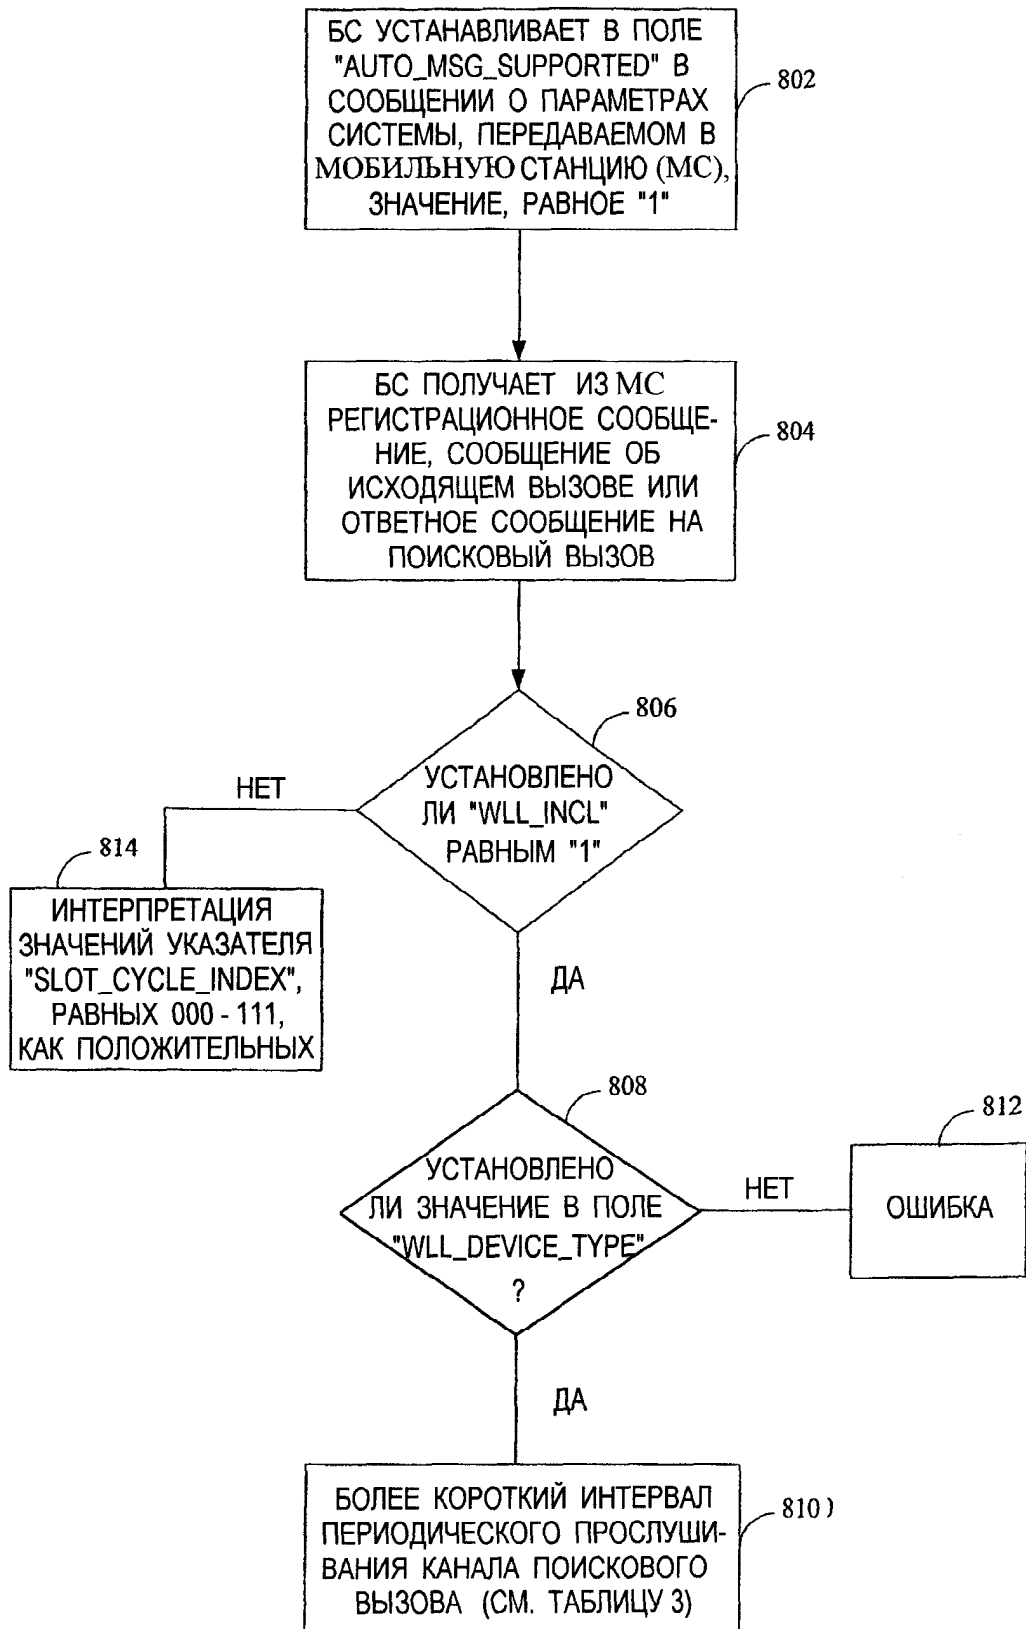 БС УСТАНАВЛИВАЕТ В ПОЛЕ
"AUTO_MSG_SUPPORTED" В
СООБЩЕНИИ О ПАРАМЕТРАХ
СИСТЕМЫ, ПЕРЕДАВАЕМОМ В
МОБИЛЬНУЮ СТАНЦИЮ (МС),
ЗНАЧЕНИЕ, РАВНОЕ "1"
802
БС ПОЛУЧАЕТ ИЗ МС
РЕГИСТРАЦИОННОЕ СООБЩЕ-
НИЕ, СООБЩЕНИЕ ОБ
ИСХОДЯЩЕМ ВЫЗОВЕ ИЛИ
ОТВЕТНОЕ СООБЩЕНИЕ НА
ПОИСКОВЫЙ ВЫЗОВ
804
806
УСТАНОВЛЕНО
ЛИ "WLL_INCL"
РАВНЫМ "1"
НЕТ
814
ИНТЕРПРЕТАЦИЯ
ЗНАЧЕНИЙ УКАЗАТЕЛЯ
"SLOT_CYCLE_INDEX",
РАВНЫХ 000 - 111,
КАК ПОЛОЖИТЕЛЬНЫХ
ДА
808
УСТАНОВЛЕНО
ЛИ ЗНАЧЕНИЕ В ПОЛЕ
"WLL_DEVICE_TYPE"
?
НЕТ
812
ОШИБКА
ДА
БОЛЕЕ КОРОТКИЙ ИНТЕРВАЛ
ПЕРИОДИЧЕСКОГО ПРОСЛУШИ-
ВАНИЯ КАНАЛА ПОИСКОВОГО
ВЫЗОВА (СМ. ТАБЛИЦУ 3)
810)